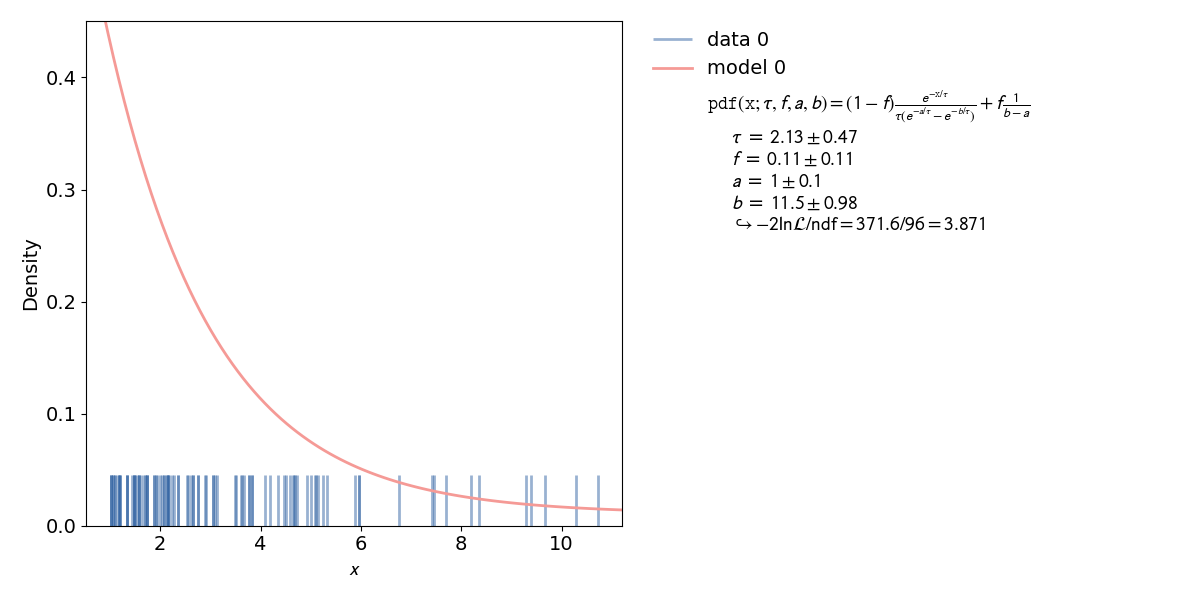 data 0
model 0
pdf(x; τ, f, a, b) = (1 − f) e^{−x/τ} / τ(e^{−a/τ} − e^{−b/τ}) + f 1/(b − a)
τ = 2.13 ± 0.47
f = 0.11 ± 0.11
a = 1 ± 0.1
b = 11.5 ± 0.98
↪ −2lnℒ/ndf = 371.6/96 = 3.871
Density
0.4
0.3
0.2
0.1
0.0
2 4 6 8 10
x